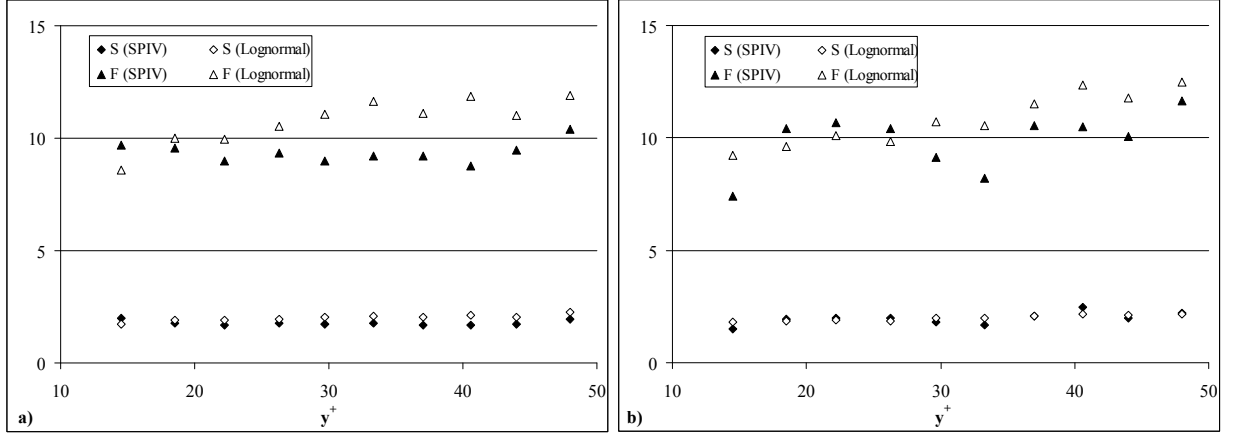 15
10
5
0
S (SPIV) S (Lognormal)
F (SPIV) F (Lognormal)
10 20 30 40 50
y+
a)
15
10
5
0
S (SPIV) S (Lognormal)
F (SPIV) F (Lognormal)
10 20 30 40 50
y+
b)